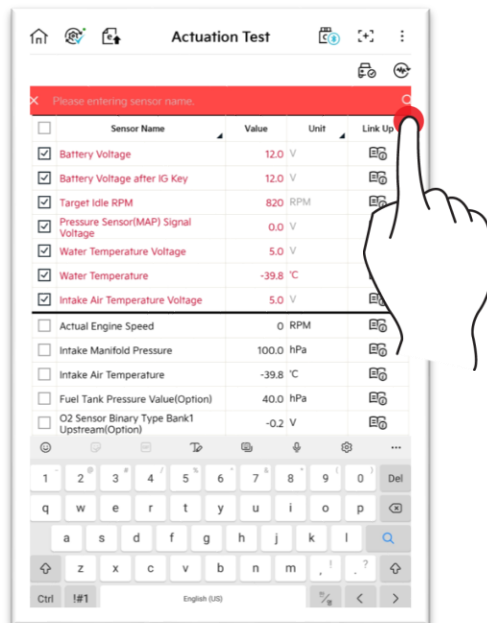 Actuation Test
Please entering sensor name.
Sensor Name Value Unit Link Up
Battery Voltage 12.0 V
Battery Voltage after IG Key 12.0 V
Target Idle RPM 820 RPM
Pressure Sensor(MAP) Signal
Voltage 0.0 V
Water Temperature Voltage 5.0 V
Water Temperature -39.8 'C
Intake Air Temperature Voltage 5.0 V
Actual Engine Speed 0 RPM
Intake Manifold Pressure 100.0 hPa
Intake Air Temperature -39.8 'C
Fuel Tank Pressure Value(Option) 40.0 hPa
O2 Sensor Binary Type Bank1
Upstream(Option) -0.2 V
1 2 3 4 5 6 7 8 9 0 Del
q w e r t y u i o p
a s d f g h j k l
z x c v b n m , ! . ?
Ctrl !#1 English (US) < >